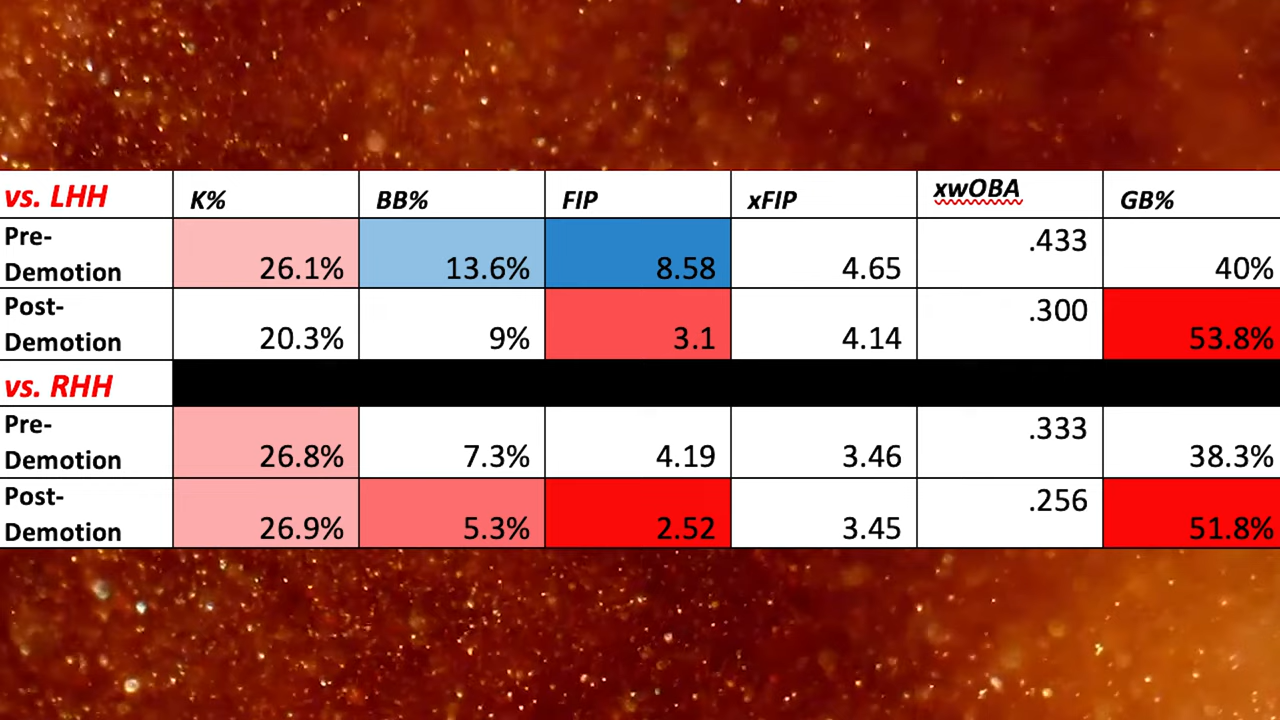 vs. LHH K% BB% FIP xFIP xwOBA GB%
Pre-
Demotion 26.1% 13.6% 8.58 4.65 .433 40%
Post-
Demotion 20.3% 9% 3.1 4.14 .300 53.8%
vs. RHH
Pre-
Demotion 26.8% 7.3% 4.19 3.46 .333 38.3%
Post-
Demotion 26.9% 5.3% 2.52 3.45 .256 51.8%